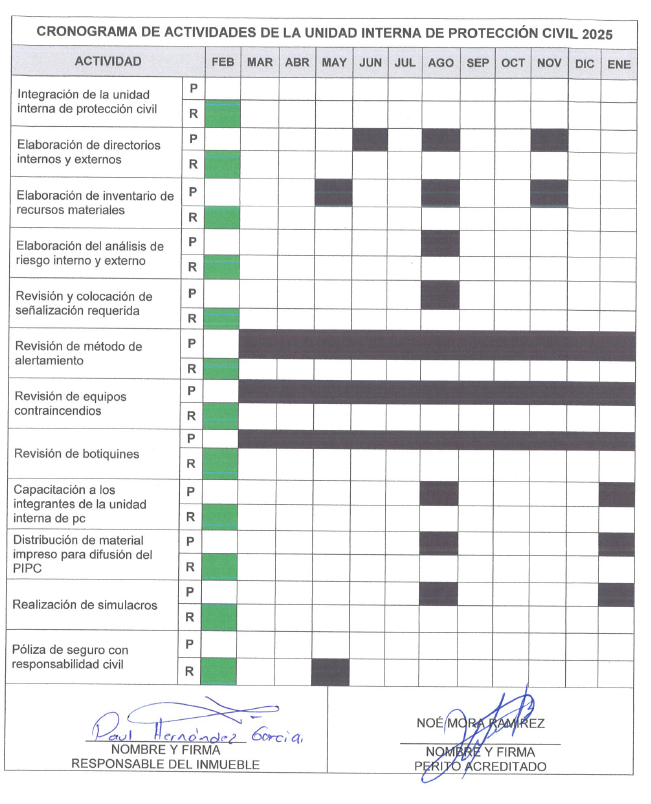 CRONOGRAMA DE ACTIVIDADES DE LA UNIDAD INTERNA DE PROTECCIÓN CIVIL 2025
ACTIVIDAD FEB MAR ABR MAY JUN JUL AGO SEP OCT NOV DIC ENE
Integración de la unidad
interna de protección civil
P
R
Elaboración de directorios
internos y externos
P
R
Elaboración de inventario de
recursos materiales
P
R
Elaboración del análisis de
riesgo interno y externo
P
R
Revisión y colocación de
señalización requerida
P
R
Revisión de método de
alertamiento
P
R
Revisión de equipos
contraincendios
P
R
Revisión de botiquines
P
R
Capacitación a los
integrantes de la unidad
interna de pc
P
R
Distribución de material
impreso para difusión del
PIPC
P
R
Realización de simulacros
P
R
Póliza de seguro con
responsabilidad civil
P
R
Paul Hernández García.
NOMBRE Y FIRMA
RESPONSABLE DEL INMUEBLE
NOÉ MORA RAMIREZ
NOMBRE Y FIRMA
PERITO ACREDITADO